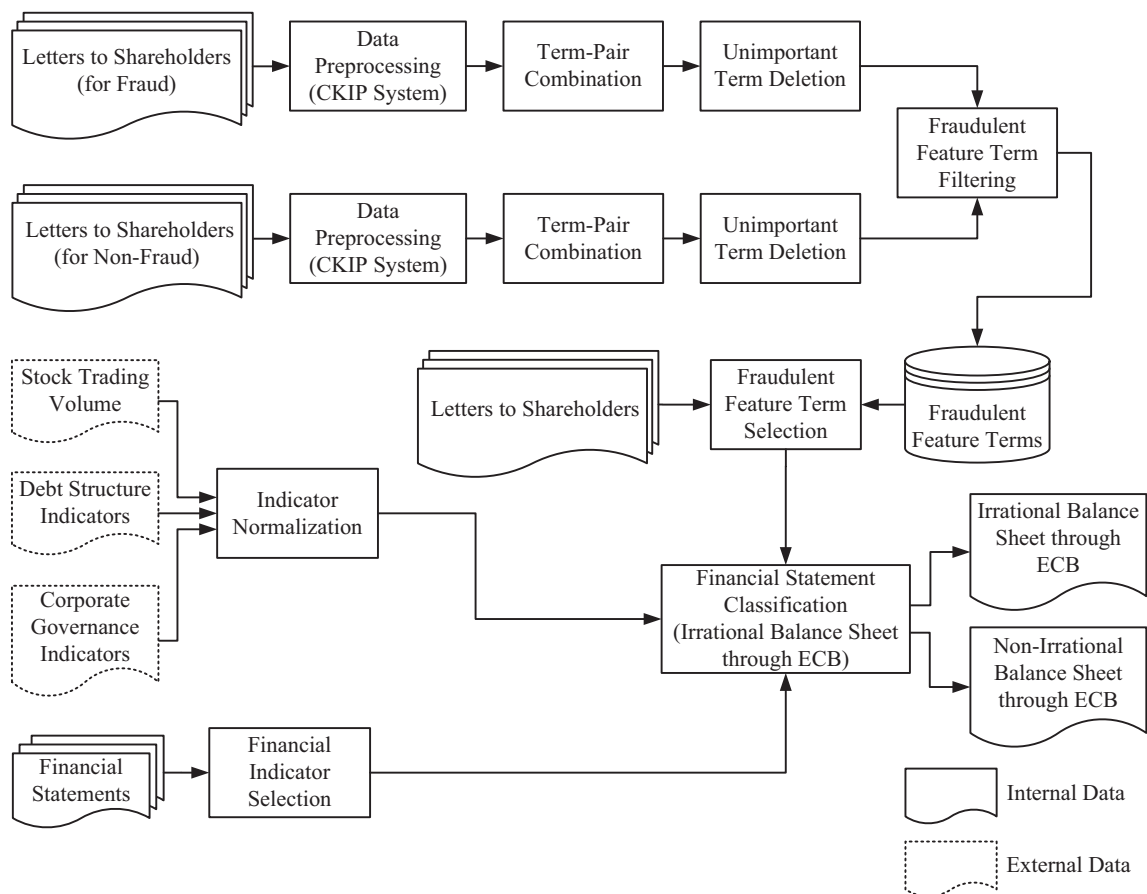 Letters to Shareholders
(for Fraud)
Data
Preprocessing
(CKIP System)
Term-Pair
Combination
Unimportant
Term Deletion
Fraudulent
Feature Term
Filtering
Letters to Shareholders
(for Non-Fraud)
Data
Preprocessing
(CKIP System)
Term-Pair
Combination
Unimportant
Term Deletion
Stock Trading
Volume
Letters to Shareholders
Fraudulent
Feature Term
Selection
Fraudulent
Feature Terms
Debt Structure
Indicators
Indicator
Normalization
Irrational Balance
Sheet through
ECB
Corporate
Governance
Indicators
Financial Statement
Classification
(Irrational Balance Sheet
through ECB)
Non-Irrational
Balance Sheet
through ECB
Financial
Statements
Financial
Indicator
Selection
Internal Data
External Data